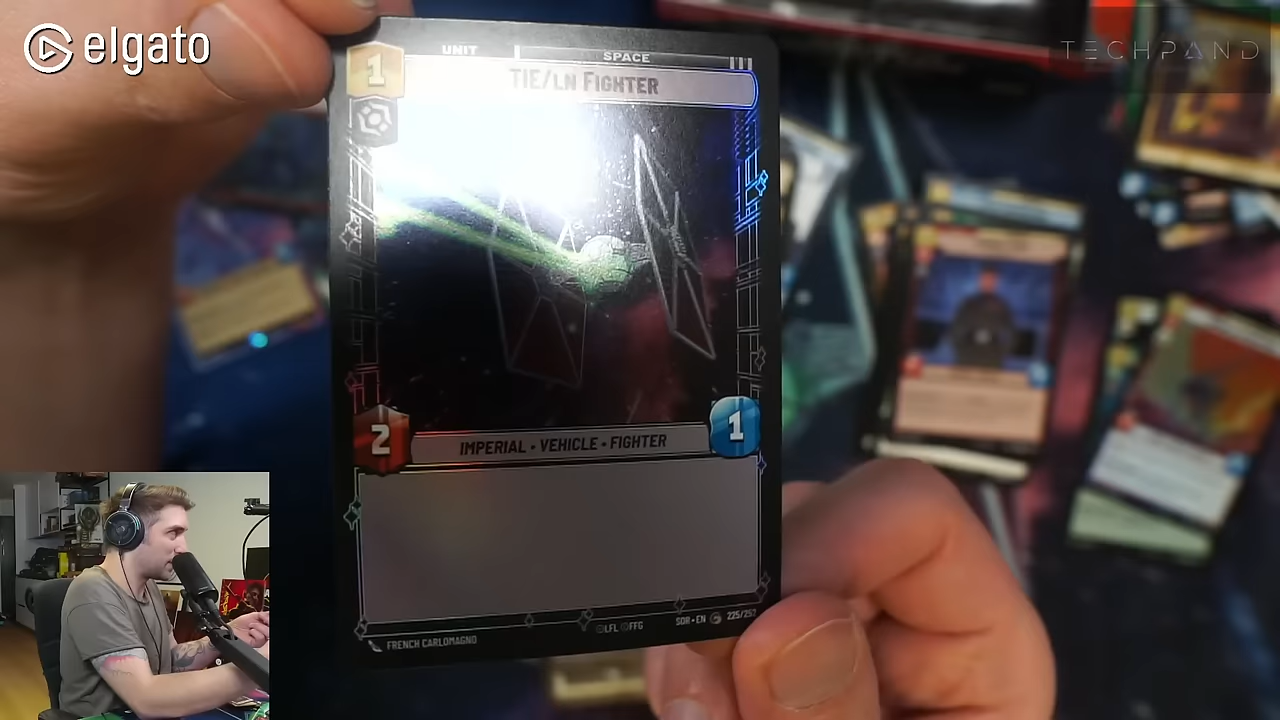 elgato
TECHPAND
UNIT
SPACE
1
TIE/LN FIGHTER
2
IMPERIAL • VEHICLE • FIGHTER
1
©LFL ©FFG
SOR • EN
225/252
FRENCH CARLOMAGNO